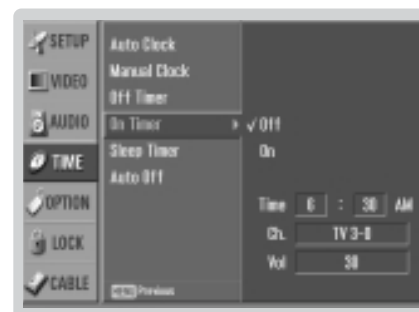 SETUP
VIDEO
AUDIO
TIME
OPTION
LOCK
CABLE
Auto Clock
Manual Clock
Off Timer
On Timer
Sleep Timer
Auto Off
Previous
√ Off
On
Time 6 : 30 AM
Ch. TV 3-0
Vol 30